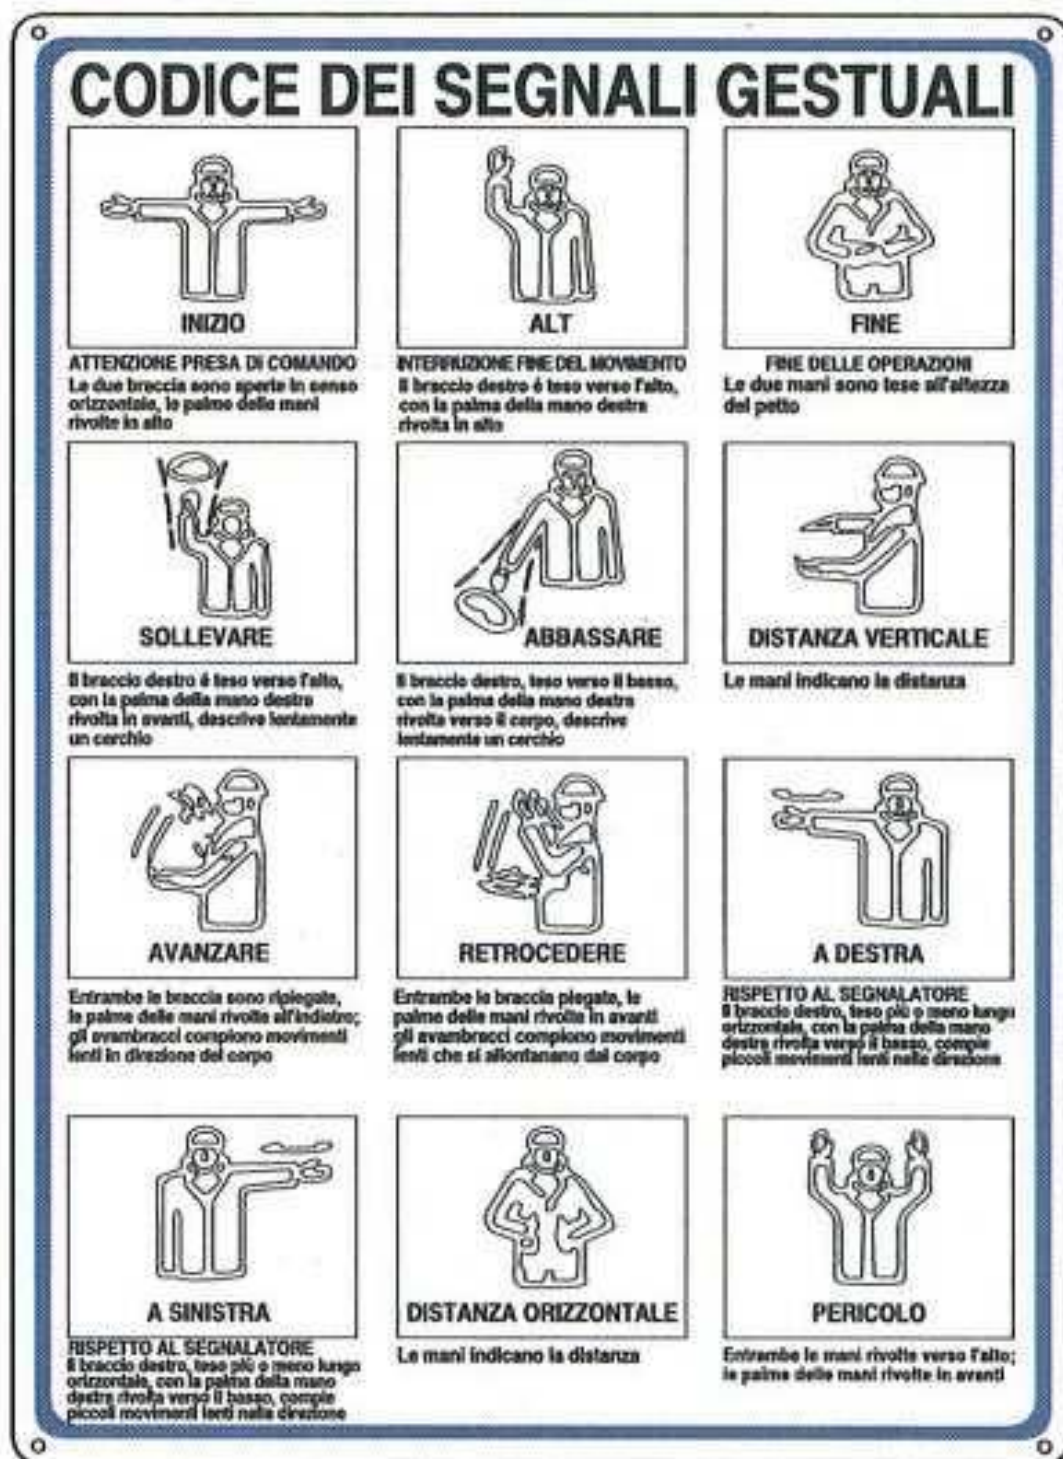 CODICE DEI SEGNALI GESTUALI
INIZIO
ATTENZIONE PRESA DI COMANDO
Le due braccia sono aperte in senso
orizzontale, le palme delle mani
rivolte in alto
ALT
INTERRUZIONE FINE DEL MOVIMENTO
Il braccio destro é teso verso l'alto,
con la palma della mano destra
rivolta in alto
FINE
FINE DELLE OPERAZIONI
Le due mani sono tese all'altezza
del petto
SOLLEVARE
Il braccio destro é teso verso l'alto,
con la palma della mano destra
rivolta in avanti, descrive lentamente
un cerchio
ABBASSARE
Il braccio destro, teso verso il basso,
con la palma della mano destra
rivolta verso il corpo, descrive
lentamente un cerchio
DISTANZA VERTICALE
Le mani indicano la distanza
AVANZARE
Entrambe le braccia sono ripiegate,
le palme delle mani rivolte all'indietro;
gli avambracci compiono movimenti
lenti in direzione del corpo
RETROCEDERE
Entrambe le braccia piegate, le
palme delle mani rivolte in avanti
gli avambracci compiono movimenti
lenti che si allontanano dal corpo
A DESTRA
RISPETTO AL SEGNALATORE
Il braccio destro, teso più o meno lungo
orizzontale, con la palma della mano
destra rivolta verso il basso, compie
piccoli movimenti lenti nella direzione
A SINISTRA
RISPETTO AL SEGNALATORE
Il braccio destro, teso più o meno lungo
orizzontale, con la palma della mano
destra rivolta verso il basso, compie
piccoli movimenti lenti nella direzione
DISTANZA ORIZZONTALE
Le mani indicano la distanza
PERICOLO
Entrambe le mani rivolte verso l'alto;
le palme delle mani rivolte in avanti